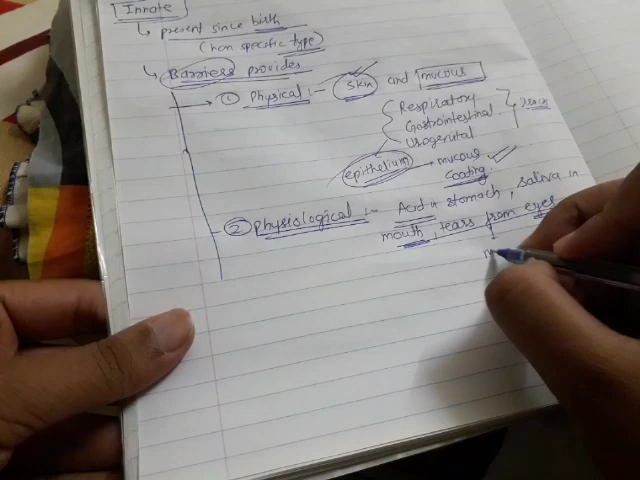 Innate
↳ present since birth
(non specific type)
↳ Barriers provides
→ ① Physical :- Skin and mucous
Respiratory
Gastrointestinal
Urogenital
tract
epithelium → mucous
coating
② Physiological :- Acid in stomach, saliva in
mouth, tears from eyes